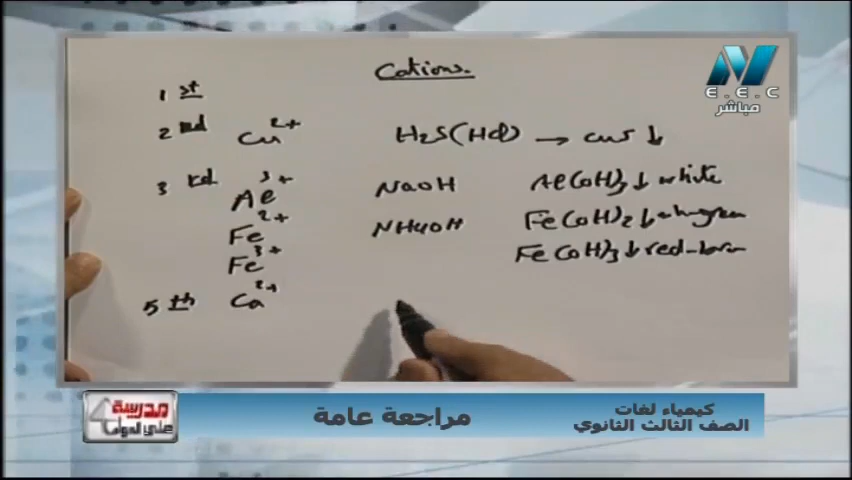 Cations.
1 st
2 nd Cu2+ H2S(HCl) → CuS ↓
3 rd Al3+ NaOH Al(OH)3 ↓ white
Fe2+ NH4OH Fe(OH)2 ↓
Fe3+ Fe(OH)3 ↓ red-
5 th Ca2+
E.E.C
مباشر
مدرسة
على الهواء
مراجعة عامة
كيمياء لغات
الصف الثالث الثانوي